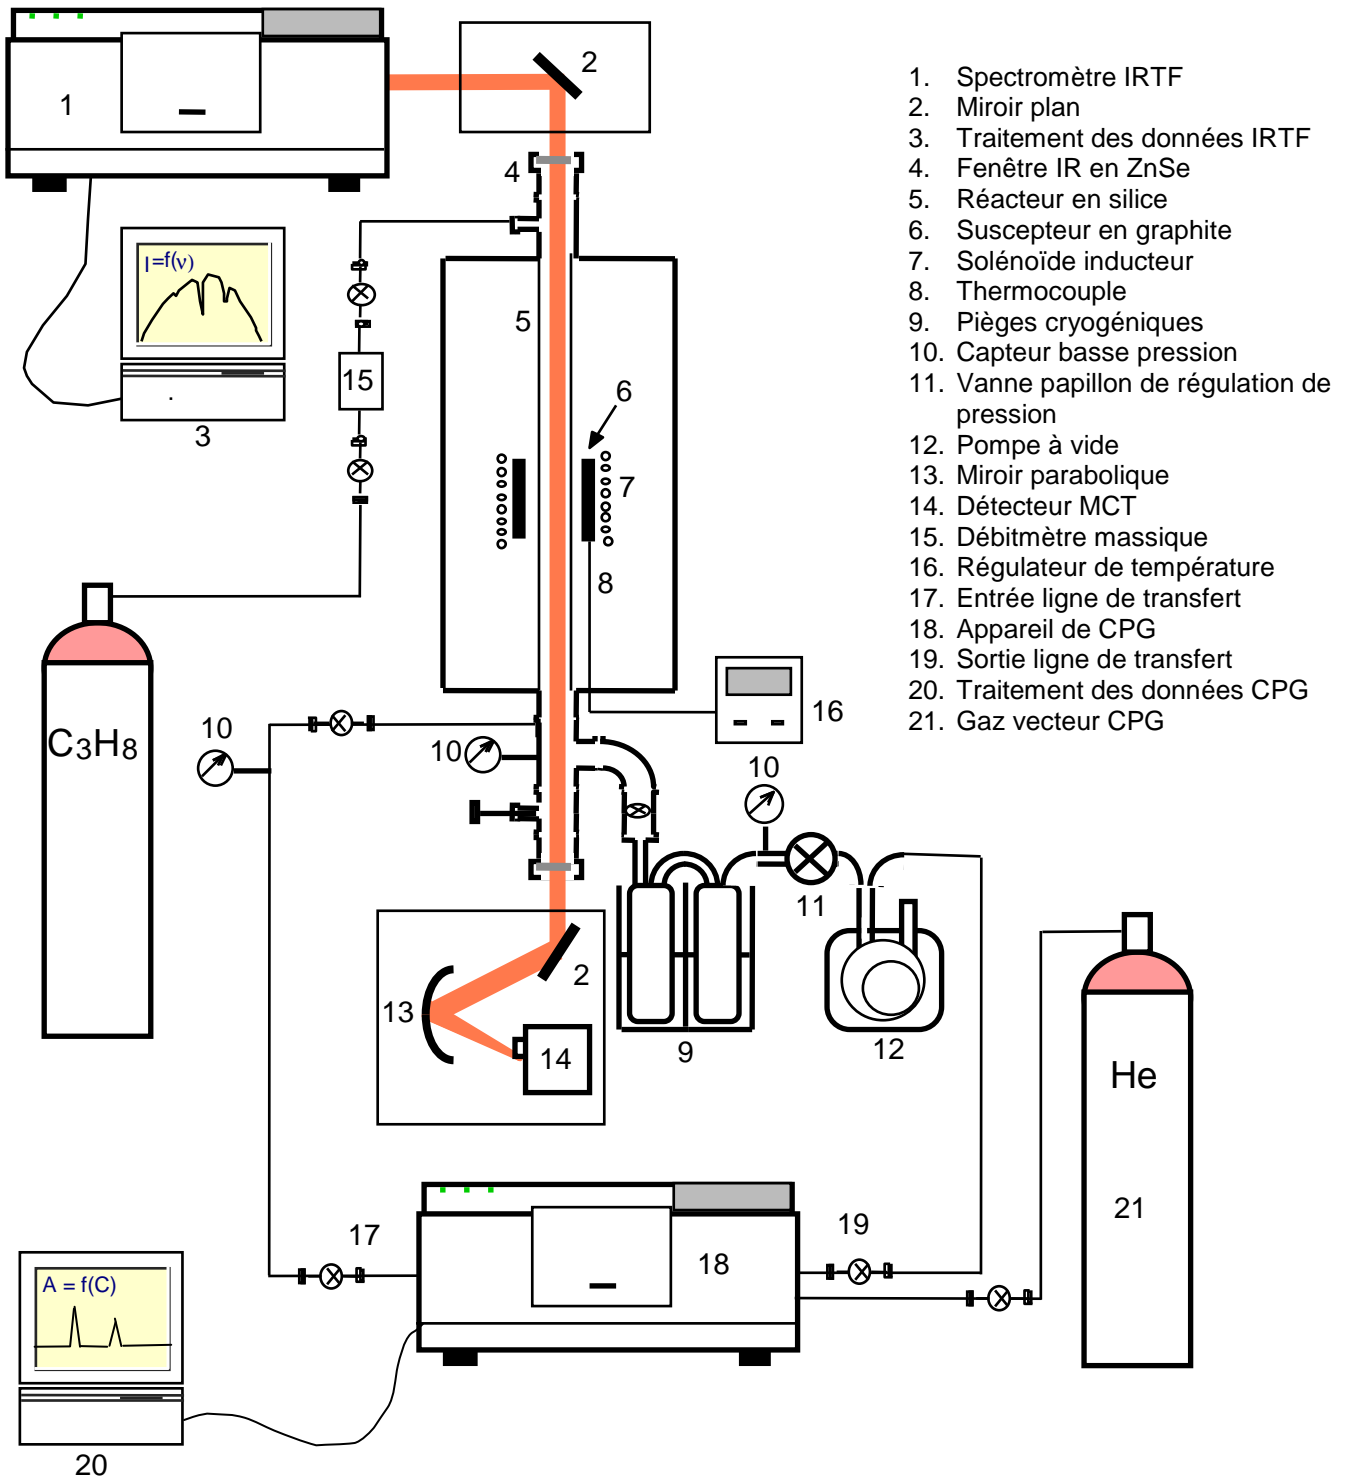 1
2
1. Spectromètre IRTF
2. Miroir plan
3. Traitement des données IRTF
4. Fenêtre IR en ZnSe
5. Réacteur en silice
6. Suscepteur en graphite
7. Solénoïde inducteur
8. Thermocouple
9. Pièges cryogéniques
10. Capteur basse pression
11. Vanne papillon de régulation de
pression
12. Pompe à vide
13. Miroir parabolique
14. Détecteur MCT
15. Débitmètre massique
16. Régulateur de température
17. Entrée ligne de transfert
18. Appareil de CPG
19. Sortie ligne de transfert
20. Traitement des données CPG
21. Gaz vecteur CPG
4
I=f(ν)
5
15
6
3
7
8
C3H8
10
16
10
10
11
2
13
14
9
12
He
21
17
19
18
A = f(C)
20